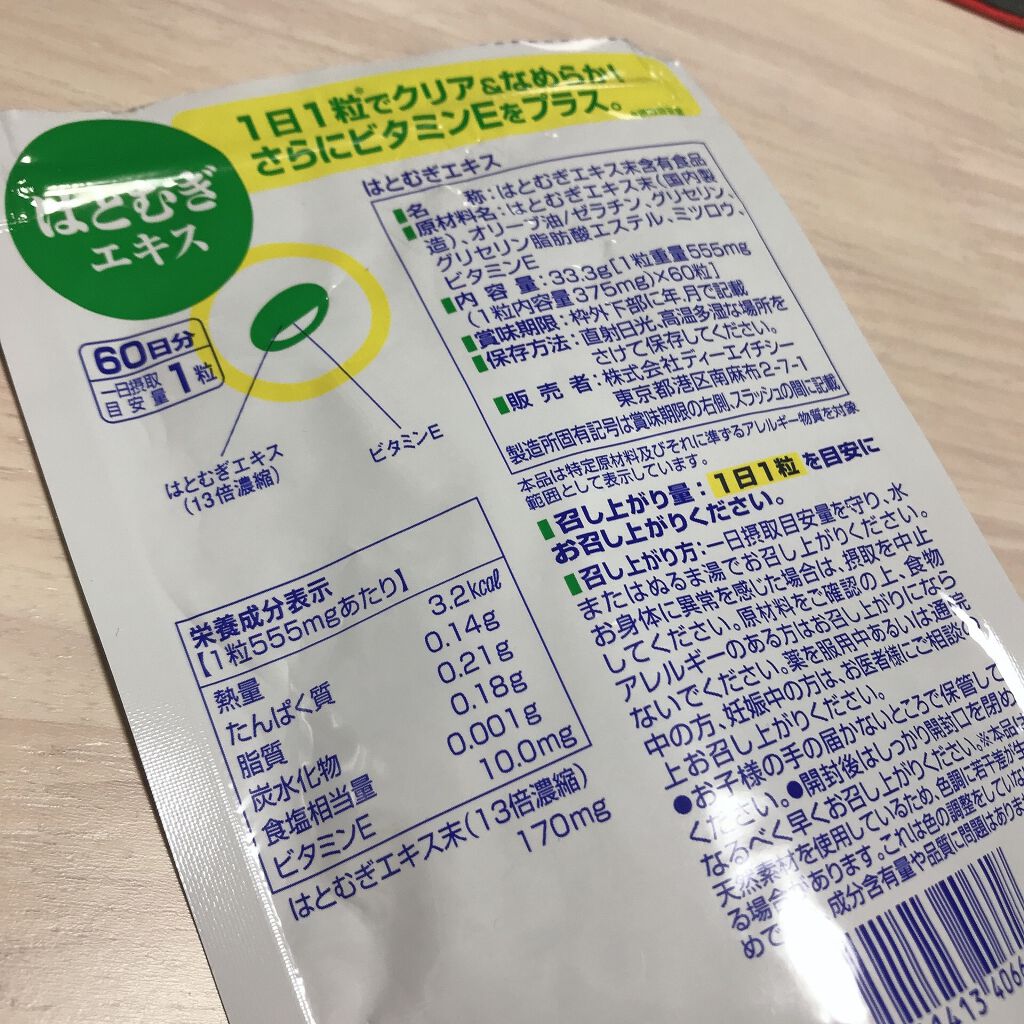 1日1粒でクリア&なめらか!
さらにビタミンEをプラス。
はとむぎ
エキス
60日分
一日摂取
目安量
1粒
はとむぎエキス
(13倍濃縮)
ビタミンE
はとむぎエキス
名 称:はとむぎエキス末含有食品
原材料名:はとむぎエキス末(国内製
造)、オリーブ油/ゼラチン、グリセリン、
グリセリン脂肪酸エステル、ミツロウ、
ビタミンE
内 容 量:33.3g[1粒重量555mg
(1粒内容量375mg)×60粒]
賞味期限:枠外下部に年、月で記載
保存方法:直射日光、高温多湿な場所を
さけて保存してください。
販 売 者:株式会社ディーエイチシー
東京都港区南麻布2-7-1
製造所固有記号は賞味期限の右側、スラッシュの間に記載
本品は特定原材料及びそれに準ずるアレルギー物質を対象
範囲として表示しています。
召し上がり量:1日1粒を目安に
お召し上がりください。
召し上がり方:一日摂取目安量を守り、水
またはぬるま湯でお召し上がりください。
お身体に異常を感じた場合は、摂取を中止
してください。原材料をご確認の上、食物
アレルギーのある方はお召し上がりになら
ないでください。薬を服用中あるいは通院
中の方、妊娠中の方は、お医者様にご相談の
上お召し上がりください。
●お子様の手の届かないところで保管して
ください。●開封後はしっかり開封口を閉め、
なるべく早くお召し上がりください。※本品は
天然素材を使用しているため、色調に若干差が生
る場合があります。これは色の調整をしていな
めで 成分含有量や品質に問題はありま
栄養成分表示
【1粒555mgあたり】
熱量 3.2kcal
たんぱく質 0.14g
脂質 0.21g
炭水化物 0.18g
食塩相当量 0.001g
ビタミンE 10.0mg
はとむぎエキス末(13倍濃縮)
170mg